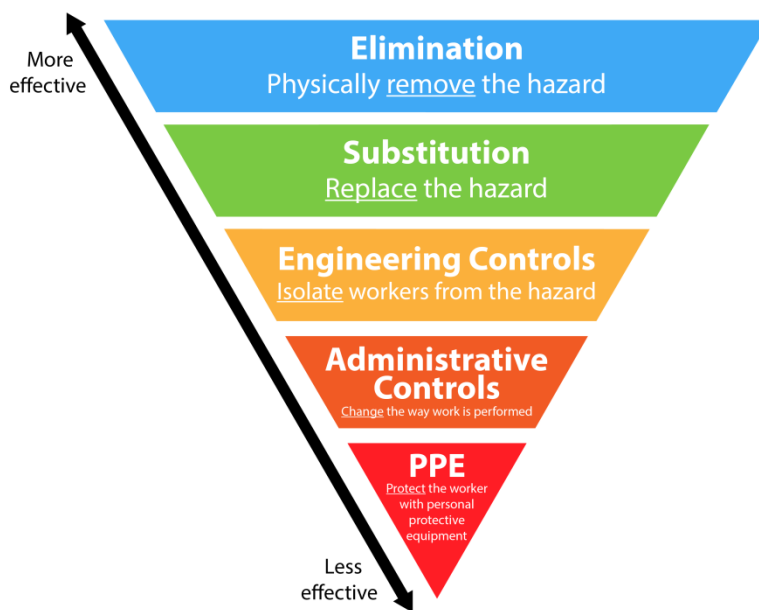 More
effective
Elimination
Physically remove the hazard
Substitution
Replace the hazard
Engineering Controls
Isolate workers from the hazard
Administrative
Controls
Change the way work is performed
PPE
Protect the worker
with personal
protective
equipment
Less
effective